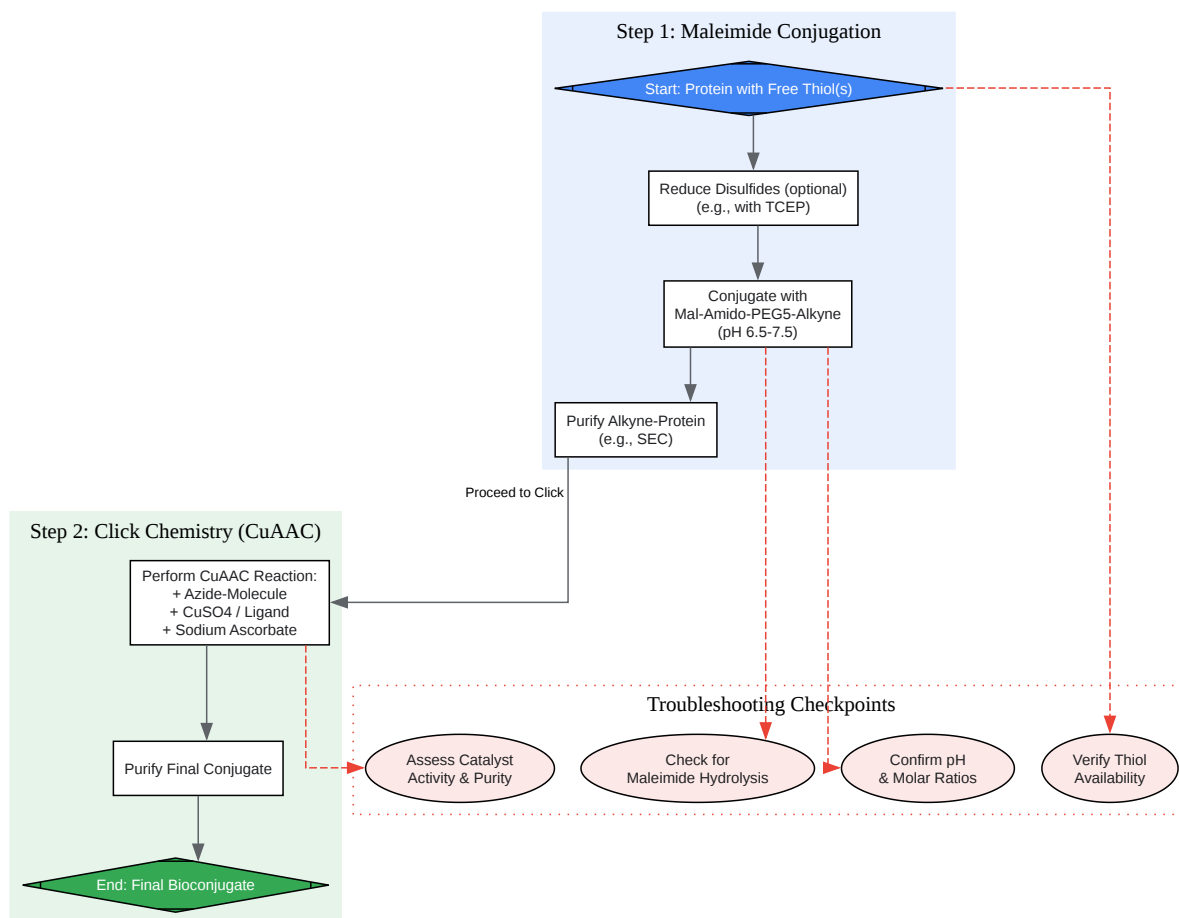 Step 1: Maleimide Conjugation
Start: Protein with Free Thiol(s)
Reduce Disulfides (optional)
(e.g., with TCEP)
Conjugate with
Mal-Amido-PEG5-Alkyne
(pH 6.5-7.5)
Purify Alkyne-Protein
(e.g., SEC)
Proceed to Click
Step 2: Click Chemistry (CuAAC)
Perform CuAAC Reaction:
+ Azide-Molecule
+ CuSO4 / Ligand
+ Sodium Ascorbate
Purify Final Conjugate
End: Final Bioconjugate
Troubleshooting Checkpoints
Assess Catalyst
Activity & Purity
Check for
Maleimide Hydrolysis
Confirm pH
& Molar Ratios
Verify Thiol
Availability